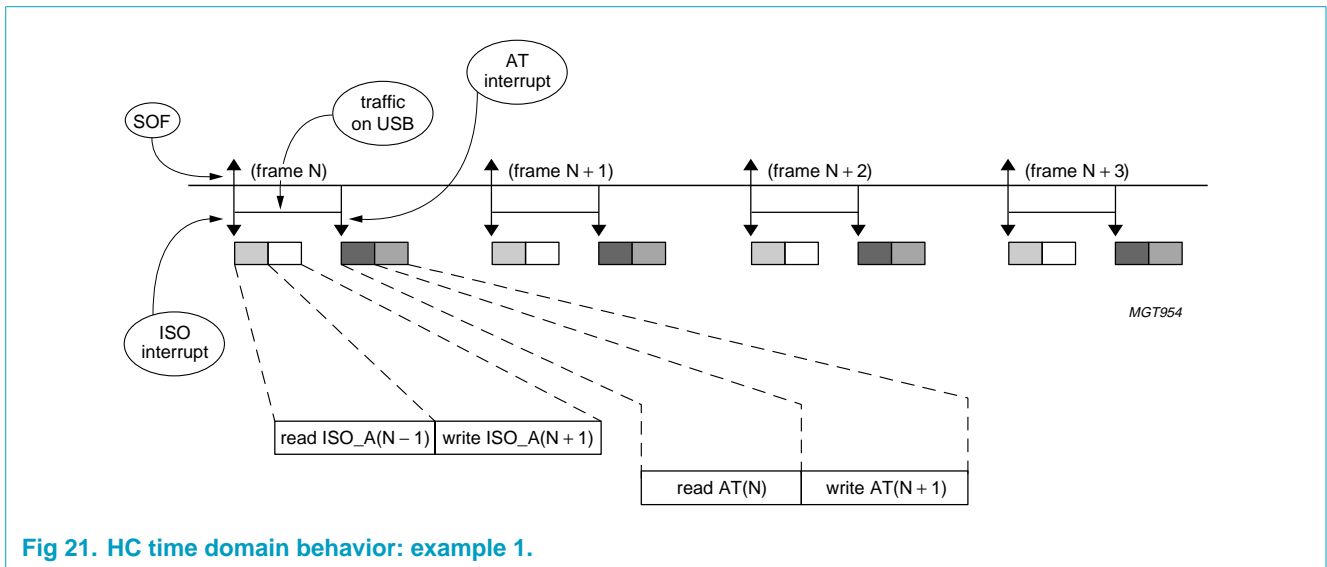 AT
interrupt
traffic
on USB
SOF
(frame N)
(frame N + 1)
(frame N + 2)
(frame N + 3)
MGT954
ISO
interrupt
read ISO_A(N − 1)
write ISO_A(N + 1)
read AT(N)
write AT(N + 1)
Fig 21. HC time domain behavior: example 1.